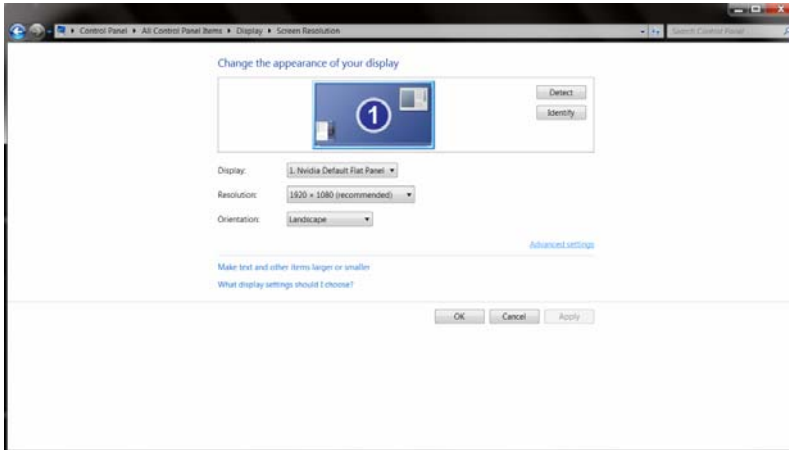 Control Panel ▸ All Control Panel Items ▸ Display ▸ Screen Resolution
Search Control Panel
Change the appearance of your display
1
Detect
Identify
Display: 1. Nvidia Default Flat Panel
Resolution: 1920 × 1080 (recommended)
Orientation: Landscape
Advanced settings
Make text and other items larger or smaller
What display settings should I choose?
OK Cancel Apply